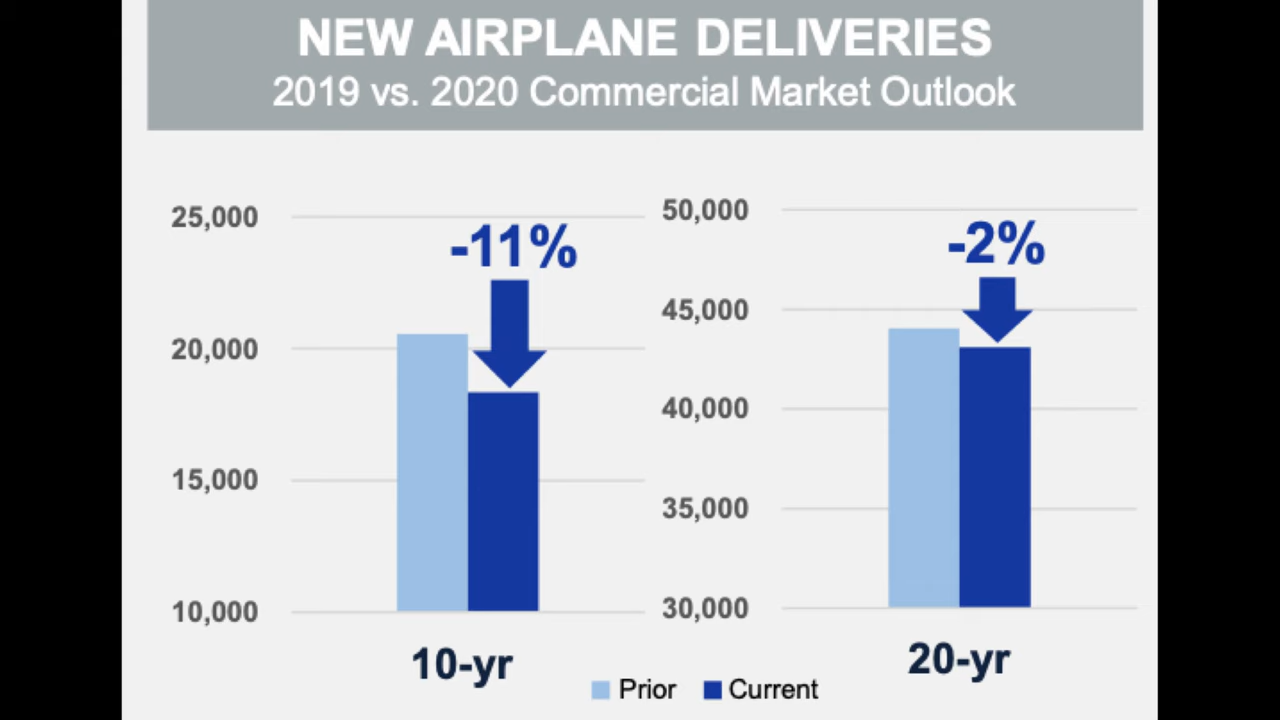 NEW AIRPLANE DELIVERIES
2019 vs. 2020 Commercial Market Outlook
25,000
20,000
15,000
10,000
-11%
10-yr
50,000
45,000
40,000
35,000
30,000
-2%
20-yr
Prior
Current